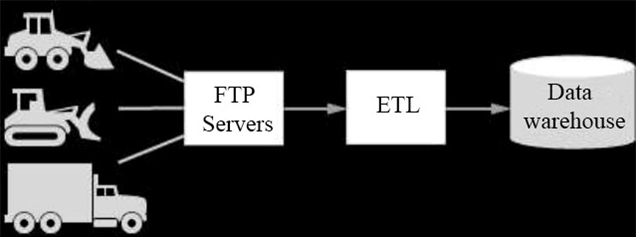 FTP
Servers
ETL
Data
warehouse